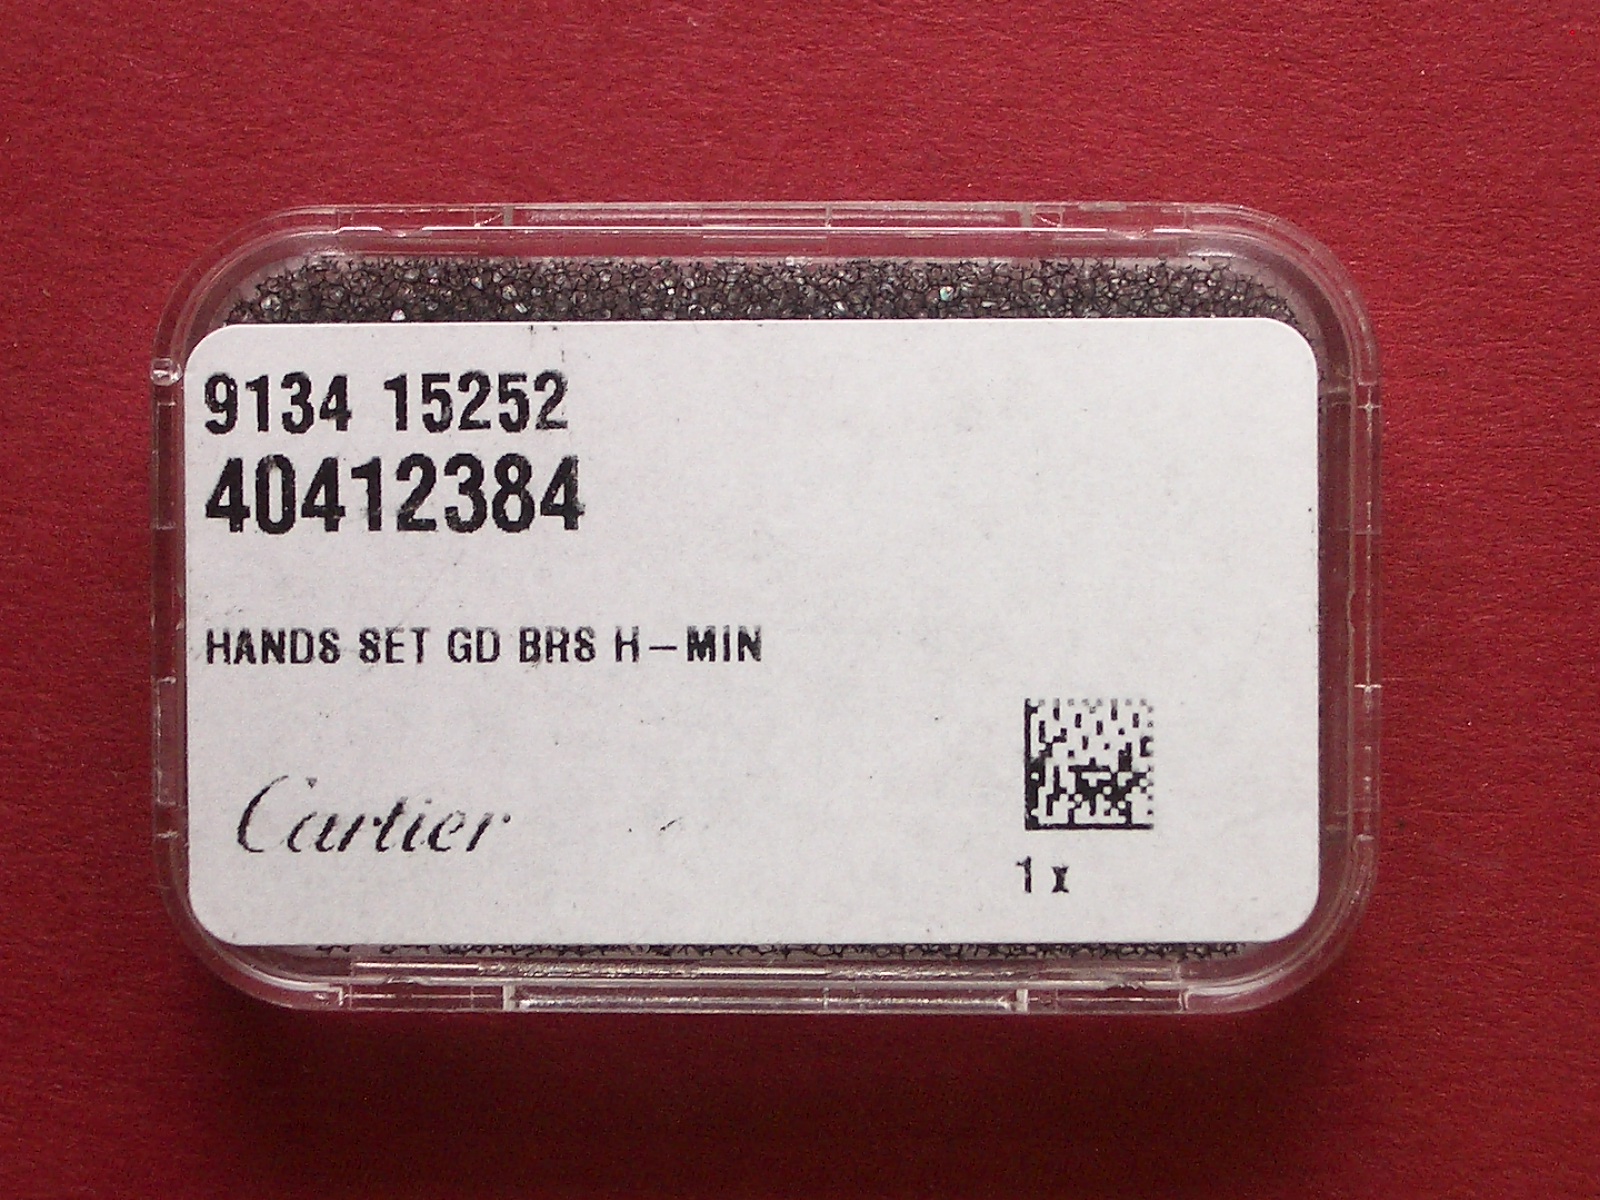 9134 15252
40412384
HANDS SET GD BRS H-MIN
Cartier
1 x